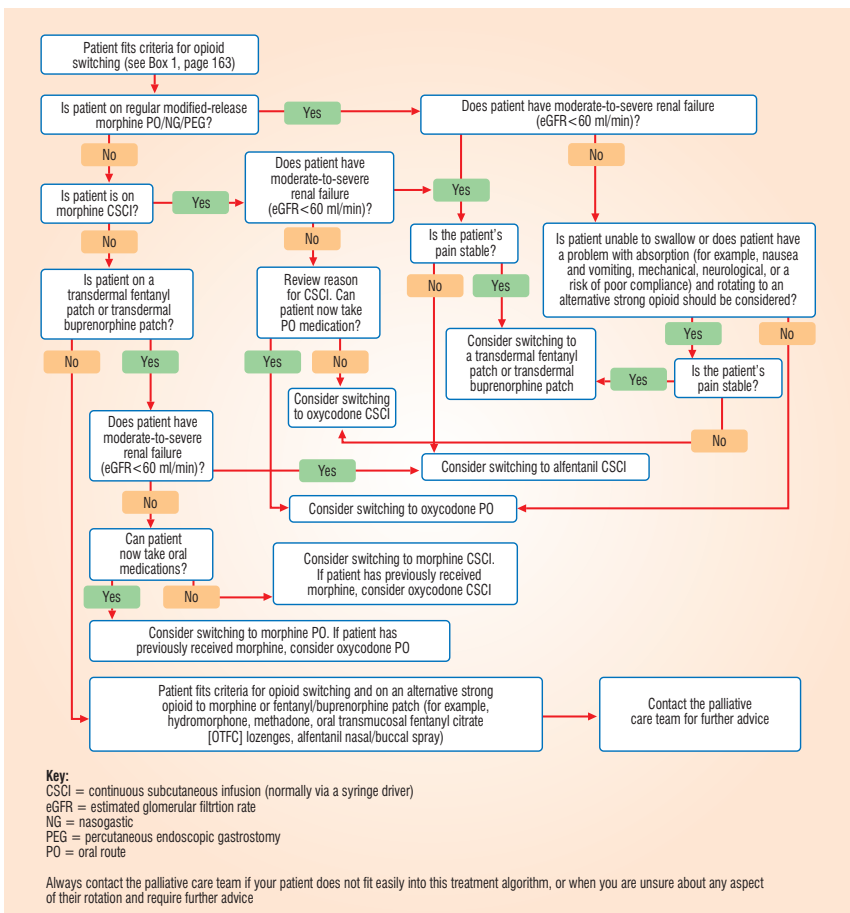 Patient fits criteria for opioid
switching (see Box 1, page 163)
Is patient on regular modified-release
morphine PO/NG/PEG?
Yes
Does patient have moderate-to-severe renal failure
(eGFR<60 ml/min)?
No
No
Is patient is on
morphine CSCI?
Yes
Does patient have
moderate-to-severe
renal failure
(eGFR<60 ml/min)?
Yes
No
No
Is the patient's
pain stable?
Is patient unable to swallow or does patient have
a problem with absorption (for example, nausea
and vomiting, mechanical, neurological, or a
risk of poor compliance) and rotating to an
alternative strong opioid should be considered?
Is patient on a
transdermal fentanyl
patch or transdermal
buprenorphine patch?
Review reason
for CSCI. Can
patient now take
PO medication?
No
Yes
Yes
No
No
Yes
Yes
No
Consider switching to
a transdermal fentanyl
patch or transdermal
buprenorphine patch
Yes
Is the patient's
pain stable?
Consider switching
to oxycodone CSCI
No
Does patient have
moderate-to-severe
renal failure
(eGFR<60 ml/min)?
Yes
Consider switching to alfentanil CSCI
No
Consider switching to oxycodone PO
Can patient
now take oral
medications?
Consider switching to morphine CSCI.
If patient has previously received
morphine, consider oxycodone CSCI
Yes
No
Consider switching to morphine PO. If patient has
previously received morphine, consider oxycodone PO
Patient fits criteria for opioid switching and on an alternative strong
opioid to morphine or fentanyl/buprenorphine patch (for example,
hydromorphone, methadone, oral transmucosal fentanyl citrate
[OTFC] lozenges, alfentanil nasal/buccal spray)
Contact the palliative
care team for further advice
Key:
CSCI = continuous subcutaneous infusion (normally via a syringe driver)
eGFR = estimated glomerular filtrtion rate
NG = nasogastic
PEG = percutaneous endoscopic gastrostomy
PO = oral route
Always contact the palliative care team if your patient does not fit easily into this treatment algorithm, or when you are unsure about any aspect
of their rotation and require further advice